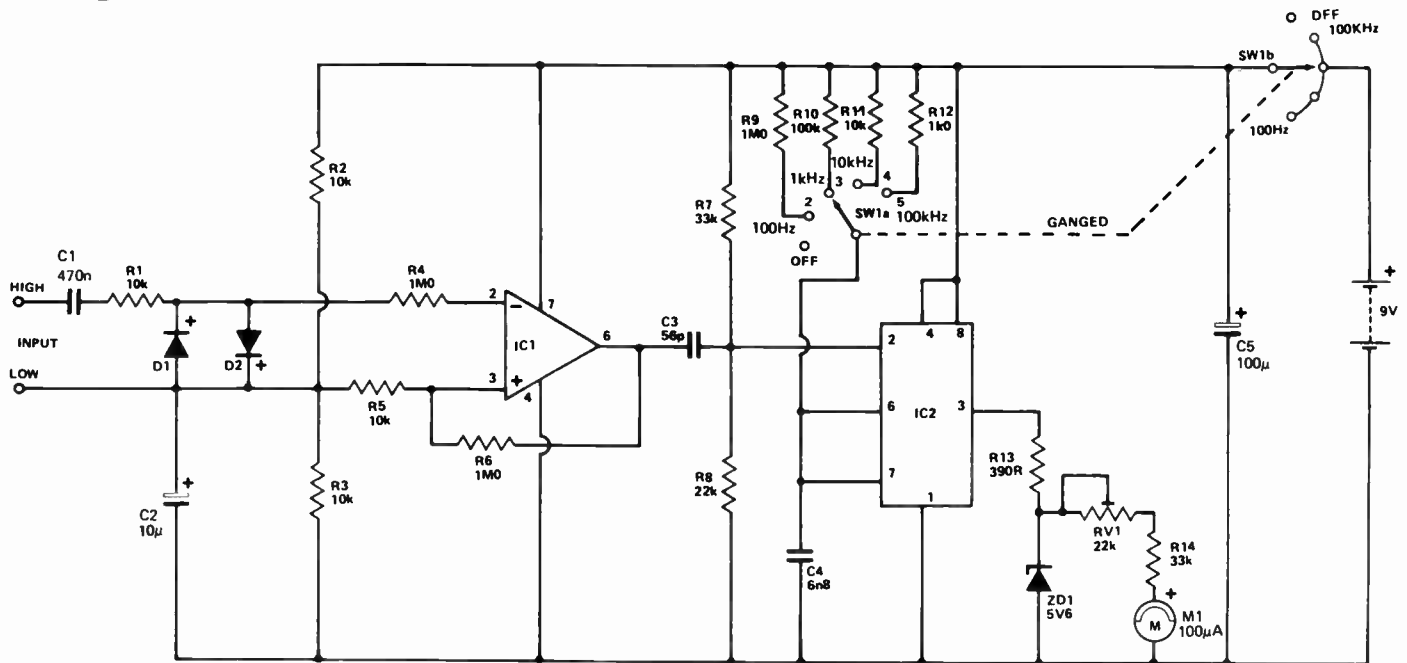 DFF
100KHz
SW1b
100Hz
R2
10k
R9
1M0
R10
100k
R11
10k
R12
1k0
R7
33k
10kHz
1kHz
3
4
5
2
SW1a
100kHz
100Hz
OFF
GANGED
C1
470n
R1
10k
R4
1M0
HIGH
INPUT
LOW
D1
+
D2
+
2
−
7
IC1
6
3
+
4
R5
10k
R6
1M0
C3
56p
R3
10k
C2
10µ
+
R8
22k
4
8
2
6
7
IC2
3
1
C4
6n8
R13
390R
RV1
22k
R14
33k
ZD1
5V6
+
M
M1
100µA
+
C5
100µ
+
9V